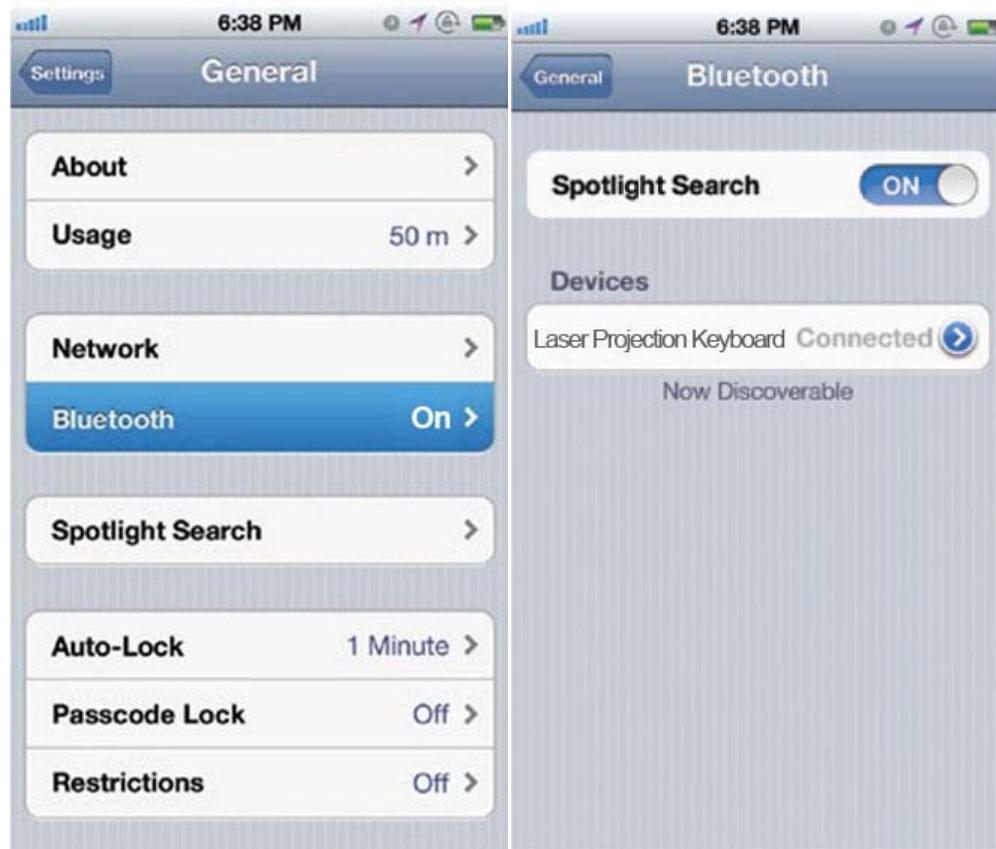 6:38 PM
Settings
General
About
Usage 50 m
Network
Bluetooth On
Spotlight Search
Auto-Lock 1 Minute
Passcode Lock Off
Restrictions Off
6:38 PM
General
Bluetooth
Spotlight Search ON
Devices
Laser Projection Keyboard Connected
Now Discoverable